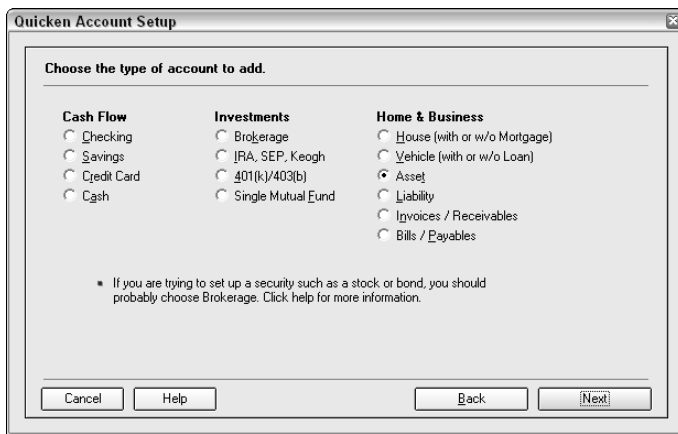 Quicken Account Setup
Choose the type of account to add.
Cash Flow
Checking
Savings
Credit Card
Cash
Investments
Brokerage
IRA, SEP, Keogh
401(k)/403(b)
Single Mutual Fund
Home & Business
House (with or w/o Mortgage)
Vehicle (with or w/o Loan)
Asset
Liability
Invoices / Receivables
Bills / Payables
If you are trying to set up a security such as a stock or bond, you should
probably choose Brokerage. Click help for more information.
Cancel
Help
Back
Next